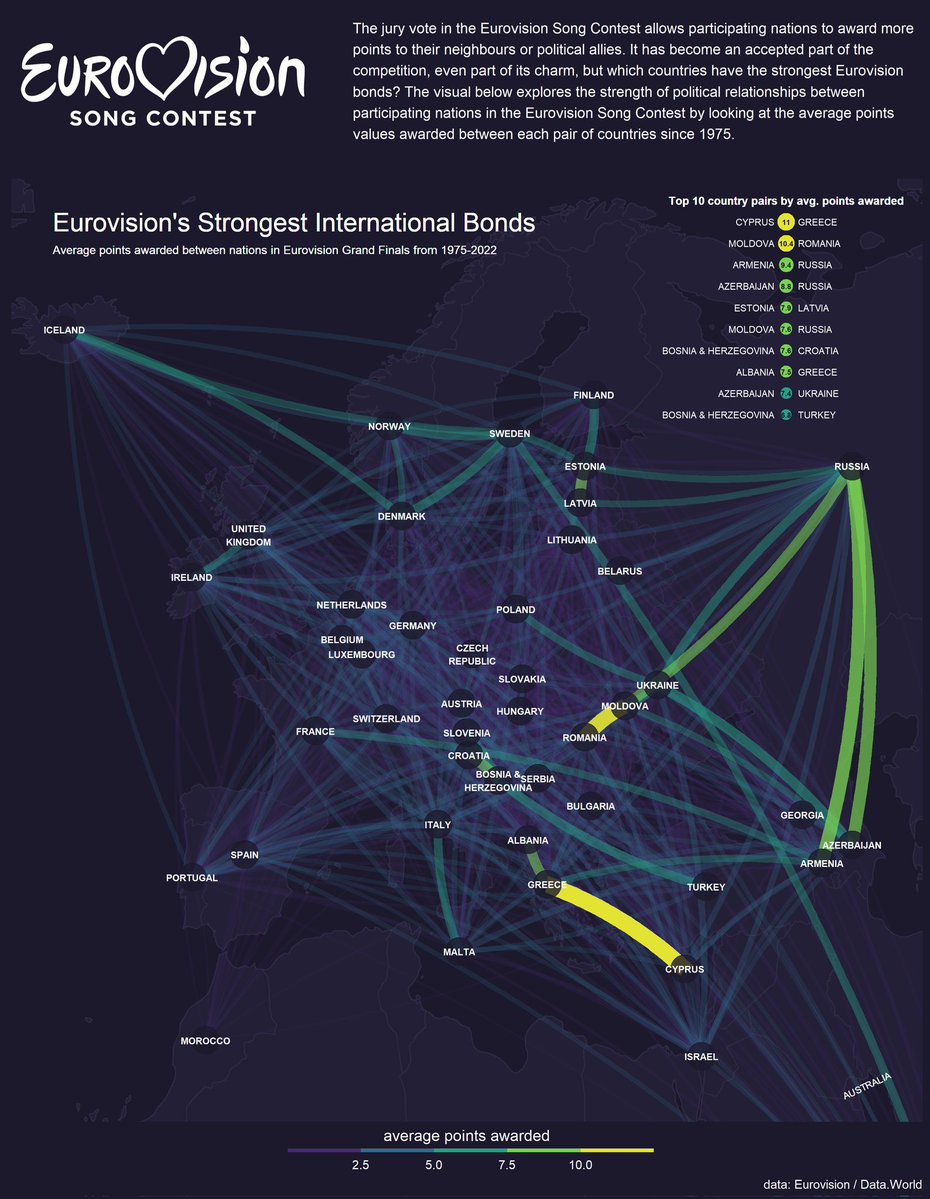 EUROVISION
SONG CONTEST
The jury vote in the Eurovision Song Contest allows participating nations to award more
points to their neighbours or political allies. It has become an accepted part of the
competition, even part of its charm, but which countries have the strongest Eurovision
bonds? The visual below explores the strength of political relationships between
participating nations in the Eurovision Song Contest by looking at the average points
values awarded between each pair of countries since 1975.
Eurovision's Strongest International Bonds
Average points awarded between nations in Eurovision Grand Finals from 1975-2022
Top 10 country pairs by avg. points awarded
CYPRUS 11 GREECE
MOLDOVA 10.4 ROMANIA
ARMENIA 9.4 RUSSIA
AZERBAIJAN 8.8 RUSSIA
ESTONIA 7.9 LATVIA
MOLDOVA 7.6 RUSSIA
BOSNIA & HERZEGOVINA 7.6 CROATIA
ALBANIA 7.5 GREECE
AZERBAIJAN 7.4 UKRAINE
BOSNIA & HERZEGOVINA TURKEY
ICELAND
FINLAND
NORWAY
SWEDEN
ESTONIA
RUSSIA
LATVIA
DENMARK
UNITED
KINGDOM
LITHUANIA
BELARUS
IRELAND
NETHERLANDS
POLAND
GERMANY
BELGIUM
LUXEMBOURG
CZECH
REPUBLIC
SLOVAKIA
UKRAINE
AUSTRIA
MOLDOVA
HUNGARY
SWITZERLAND
FRANCE
SLOVENIA
ROMANIA
CROATIA
BOSNIA &
HERZEGOVINA
SERBIA
BULGARIA
GEORGIA
ITALY
ALBANIA
AZERBAIJAN
SPAIN
ARMENIA
PORTUGAL
GREECE
TURKEY
MALTA
CYPRUS
MOROCCO
ISRAEL
AUSTRALIA
average points awarded
2.5 5.0 7.5 10.0
data: Eurovision / Data.World